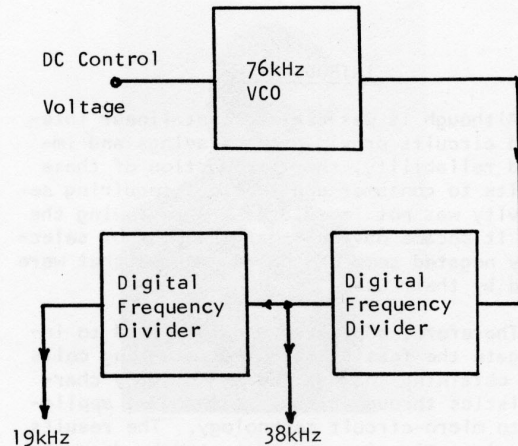 DC Control
Voltage
76kHz
VCO
Digital
Frequency
Divider
Digital
Frequency
Divider
19kHz
38kHz